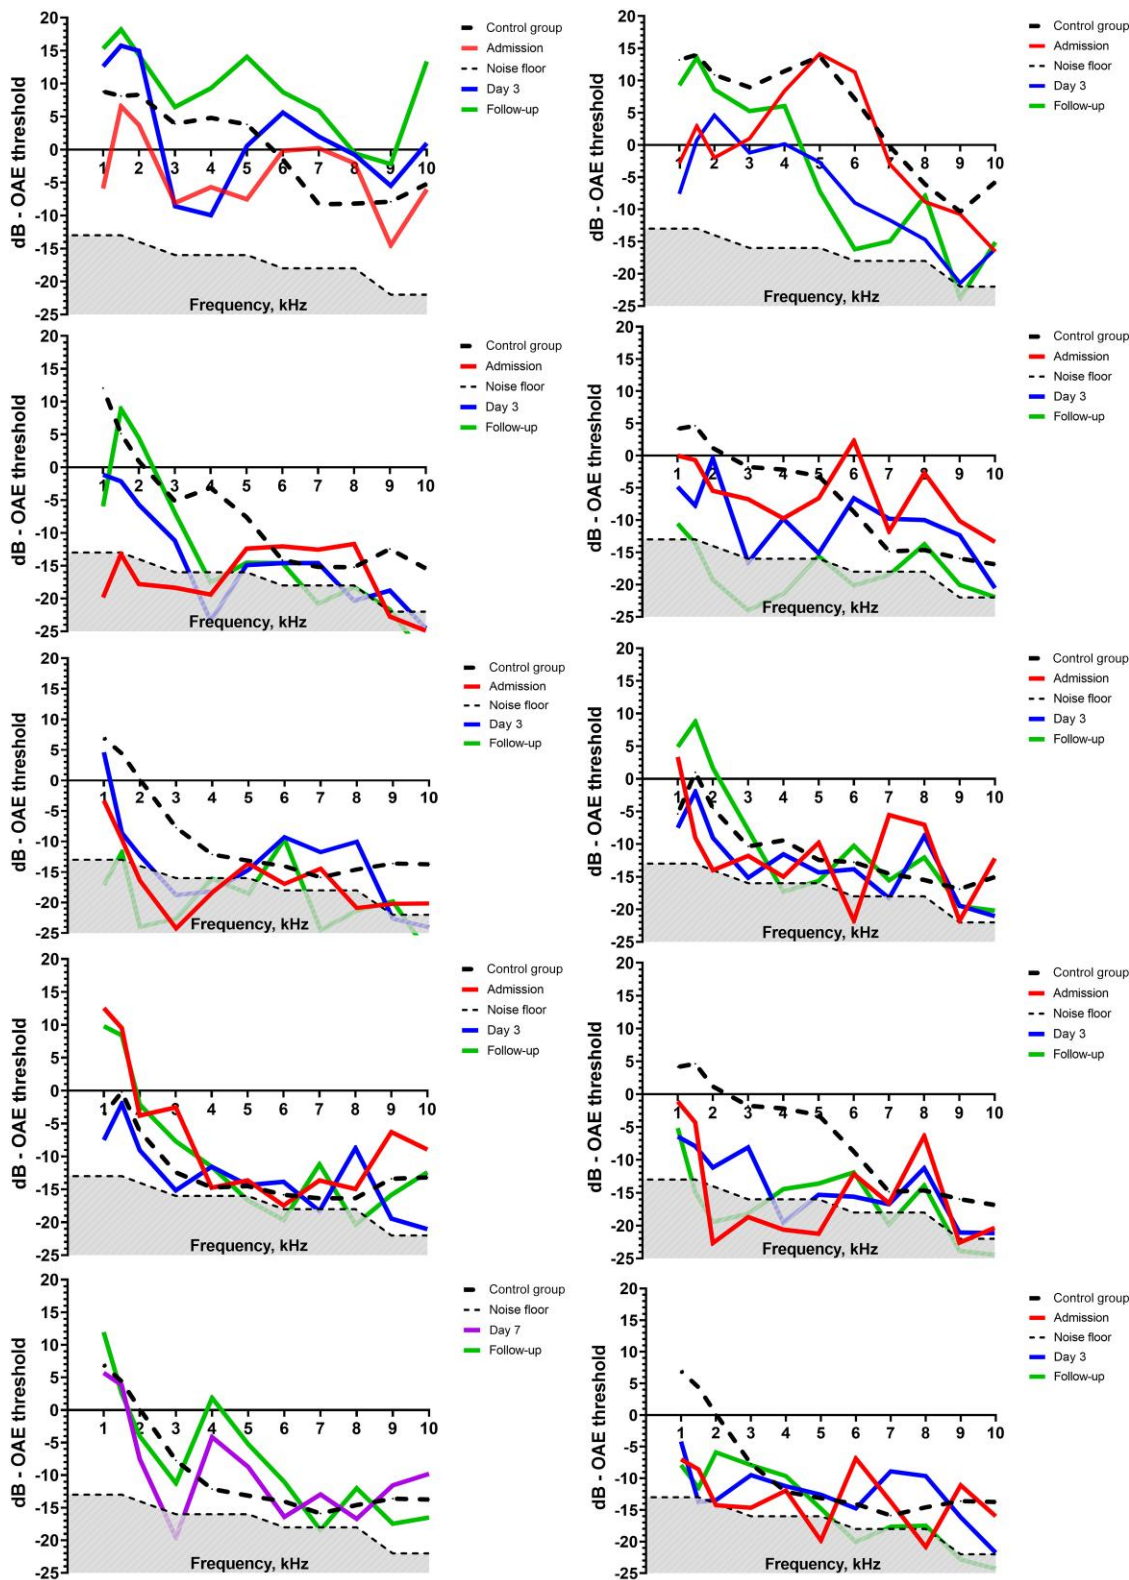 dB - OAE threshold
20
15
10
5
0
-5
-10
-15
-20
-25
1 2 3 4 5 6 7 8 9 10
Frequency, kHz
Control group
Admission
Noise floor
Day 3
Follow-up
dB - OAE threshold
20
15
10
5
0
-5
-10
-15
-20
-25
1 2 3 4 5 6 7 8 9 10
Frequency, kHz
Control group
Admission
Noise floor
Day 3
Follow-up
dB - OAE threshold
20
15
10
5
0
-5
-10
-15
-20
-25
1 2 3 4 5 6 7 8 9 10
Frequency, kHz
Control group
Admission
Noise floor
Day 3
Follow-up
dB - OAE threshold
20
15
10
5
0
-5
-10
-15
-20
-25
1 2 3 4 5 6 7 8 9 10
Frequency, kHz
Control group
Admission
Noise floor
Day 3
Follow-up
dB - OAE threshold
20
15
10
5
0
-5
-10
-15
-20
-25
1 2 3 4 5 6 7 8 9 10
Frequency, kHz
Control group
Admission
Noise floor
Day 3
Follow-up
dB - OAE threshold
20
15
10
5
0
-5
-10
-15
-20
-25
1 2 3 4 5 6 7 8 9 10
Frequency, kHz
Control group
Admission
Noise floor
Day 3
Follow-up
dB - OAE threshold
20
15
10
5
0
-5
-10
-15
-20
-25
1 2 3 4 5 6 7 8 9 10
Frequency, kHz
Control group
Admission
Noise floor
Day 3
Follow-up
dB - OAE threshold
20
15
10
5
0
-5
-10
-15
-20
-25
1 2 3 4 5 6 7 8 9 10
Frequency, kHz
Control group
Admission
Noise floor
Day 3
Follow-up
dB - OAE threshold
20
15
10
5
0
-5
-10
-15
-20
-25
1 2 3 4 5 6 7 8 9 10
Frequency, kHz
Control group
Noise floor
Day 7
Follow-up
dB - OAE threshold
20
15
10
5
0
-5
-10
-15
-20
-25
1 2 3 4 5 6 7 8 9 10
Frequency, kHz
Control group
Admission
Noise floor
Day 3
Follow-up